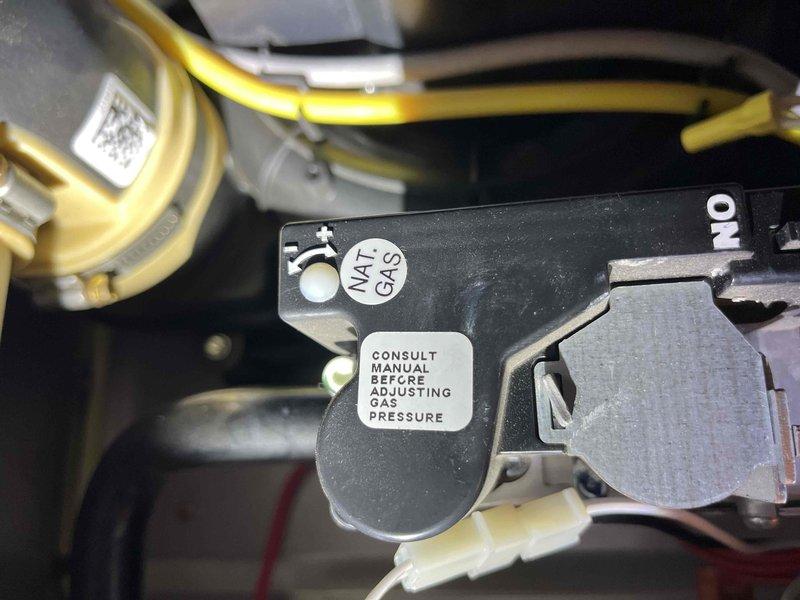 - +
NAT.
GAS
ON
CONSULT
MANUAL
BEFORE
ADJUSTING
GAS
PRESSURE